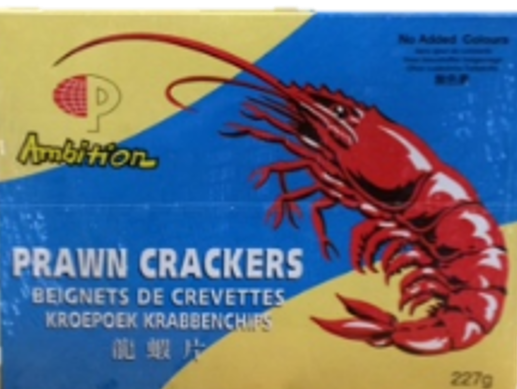 No Added Colours
P
Ambition
PRAWN CRACKERS
BEIGNETS DE CREVETTES
KROEPOEK KRABBENCHIPS
龍蝦片
227g